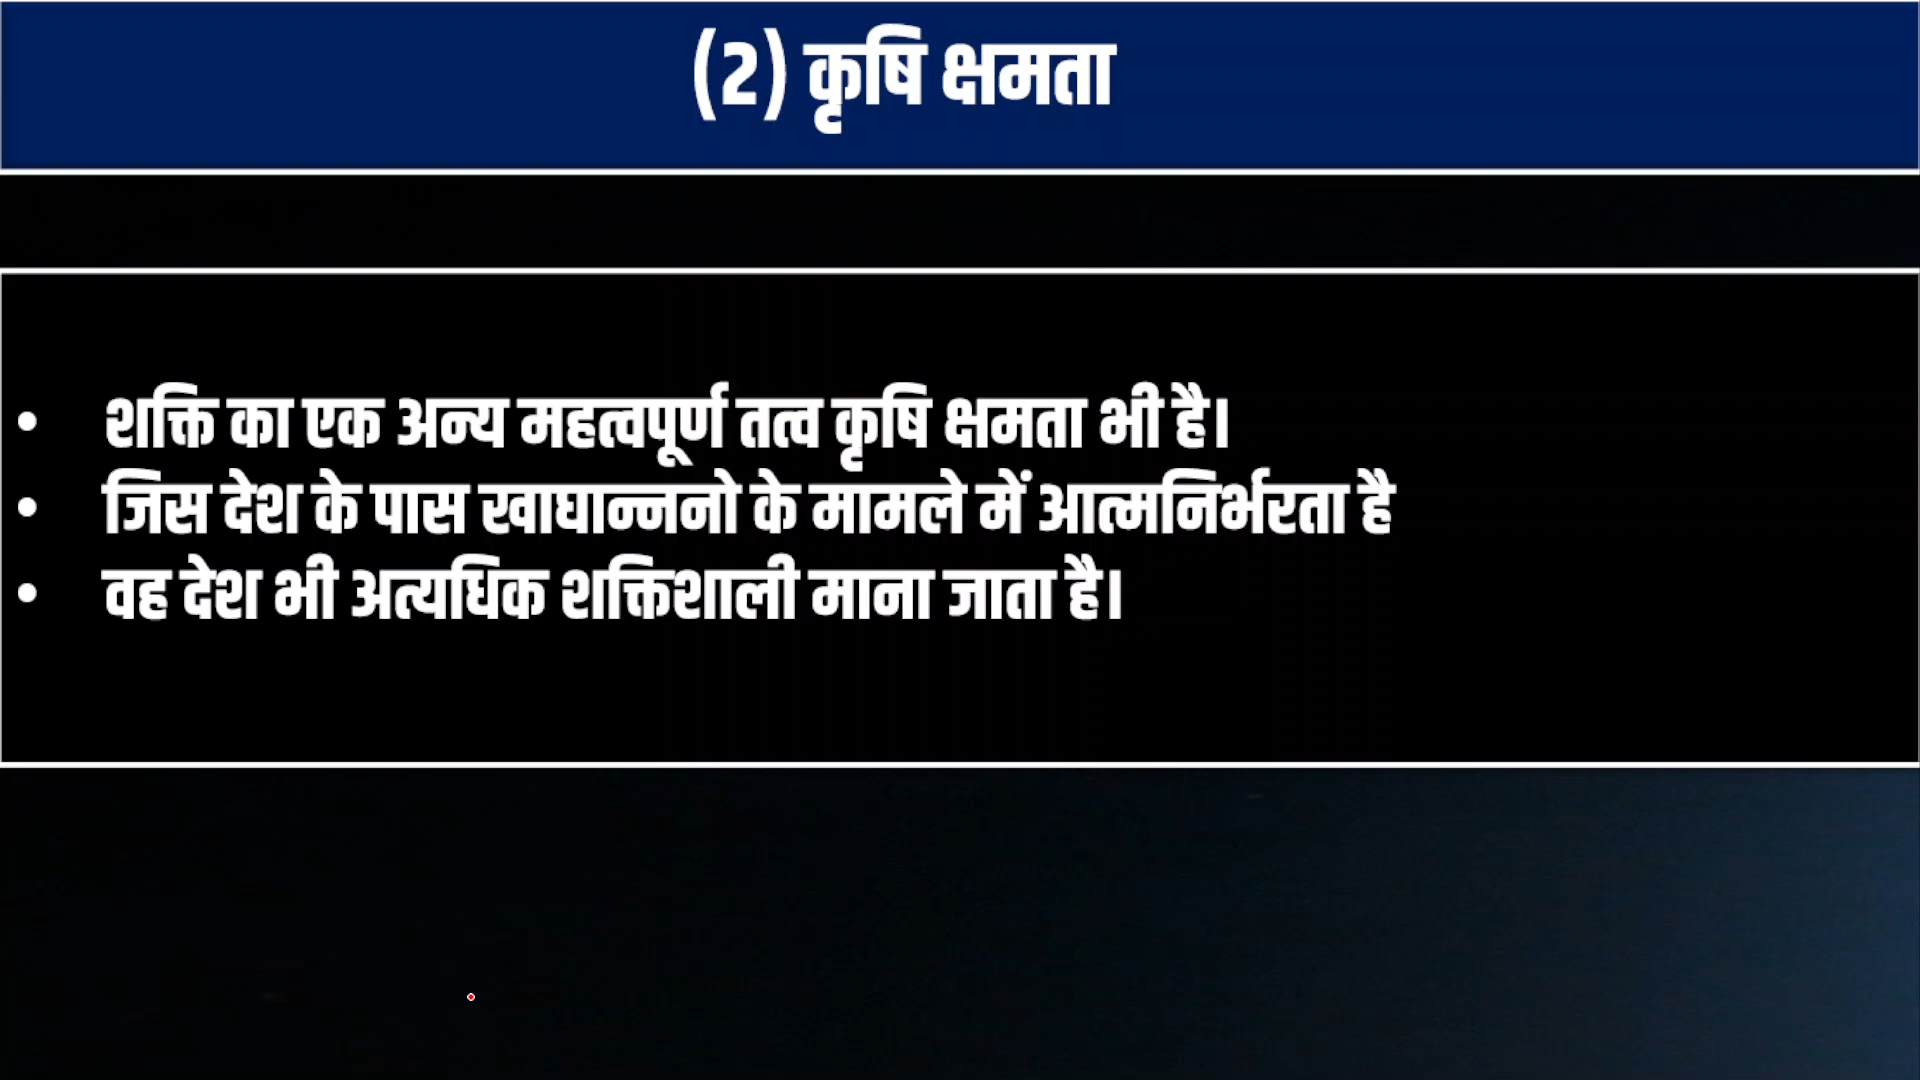 (2) कृषि क्षमता
• शक्ति का एक अन्य महत्वपूर्ण तत्व कृषि क्षमता भी है।
• जिस देश के पास खाघान्ननो के मामले में आत्मनिर्भरता है
• वह देश भी अत्यधिक शक्तिशाली माना जाता है।